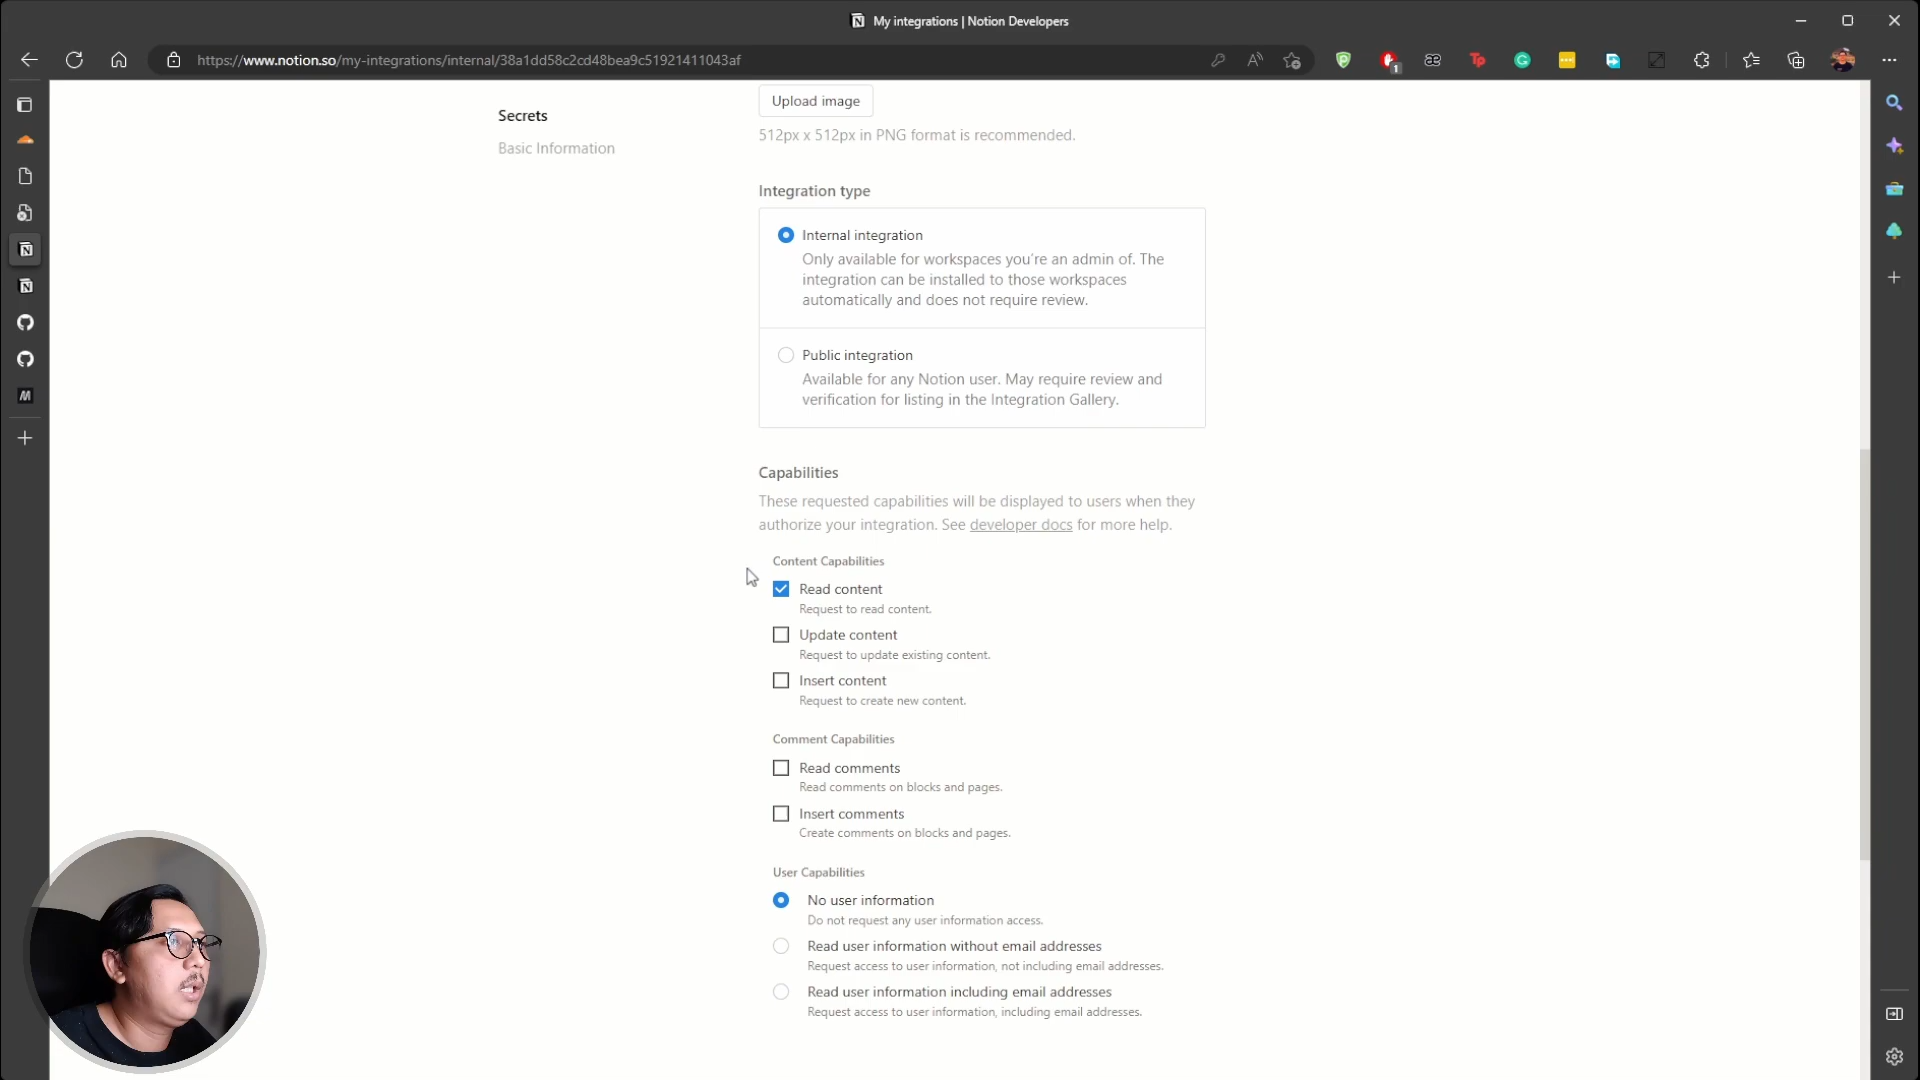 My integrations | Notion Developers
https://www.notion.so/my-integrations/internal/38a1dd58c2cd48bea9c51921411043af
1
Secrets
Basic Information
Upload image
512px x 512px in PNG format is recommended.
Integration type
Internal integration
Only available for workspaces you're an admin of. The
integration can be installed to those workspaces
automatically and does not require review.
Public integration
Available for any Notion user. May require review and
verification for listing in the Integration Gallery.
Capabilities
These requested capabilities will be displayed to users when they
authorize your integration. See developer docs for more help.
Content Capabilities
Read content
Request to read content.
Update content
Request to update existing content.
Insert content
Request to create new content.
Comment Capabilities
Read comments
Read comments on blocks and pages.
Insert comments
Create comments on blocks and pages.
User Capabilities
No user information
Do not request any user information access.
Read user information without email addresses
Request access to user information, not including email addresses.
Read user information including email addresses
Request access to user information, including email addresses.